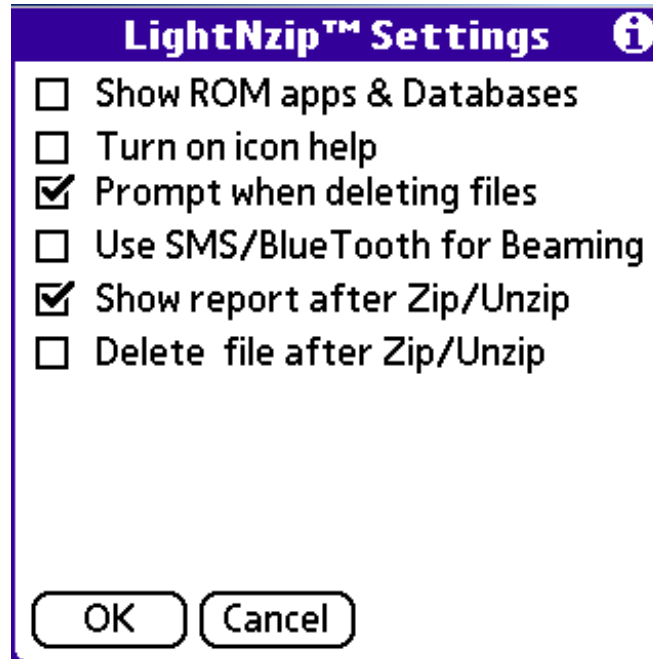 LightNzip™ Settings
Show ROM apps & Databases
Turn on icon help
Prompt when deleting files
Use SMS/BlueTooth for Beaming
Show report after Zip/Unzip
Delete  file after Zip/Unzip
OK Cancel